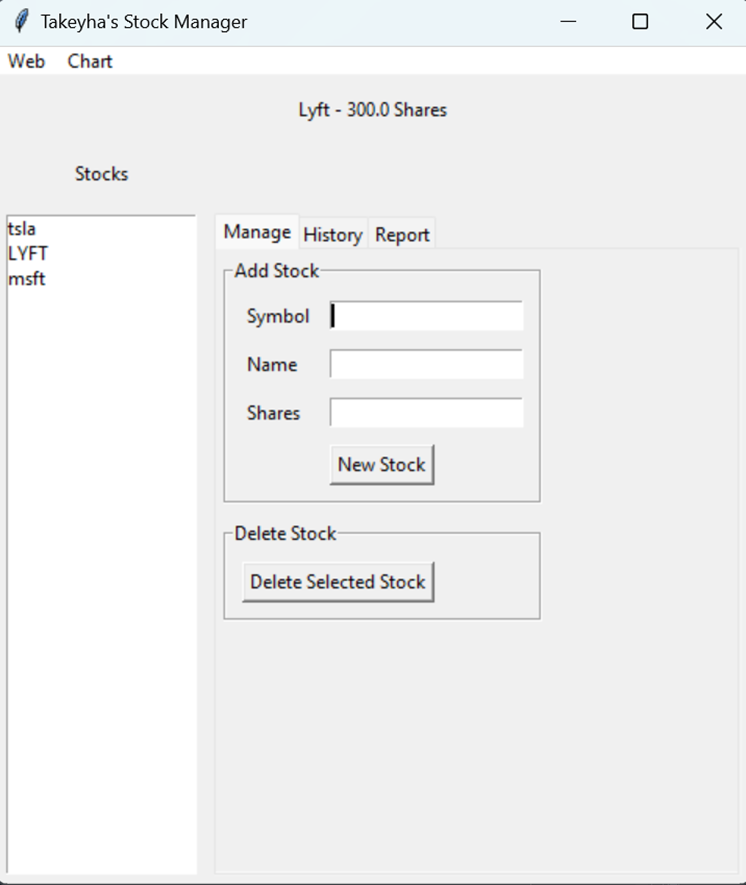 Takeyha's Stock Manager
Web Chart
Lyft - 300.0 Shares
Stocks
tsla
LYFT
msft
Manage History Report
Add Stock
Symbol
Name
Shares
New Stock
Delete Stock
Delete Selected Stock